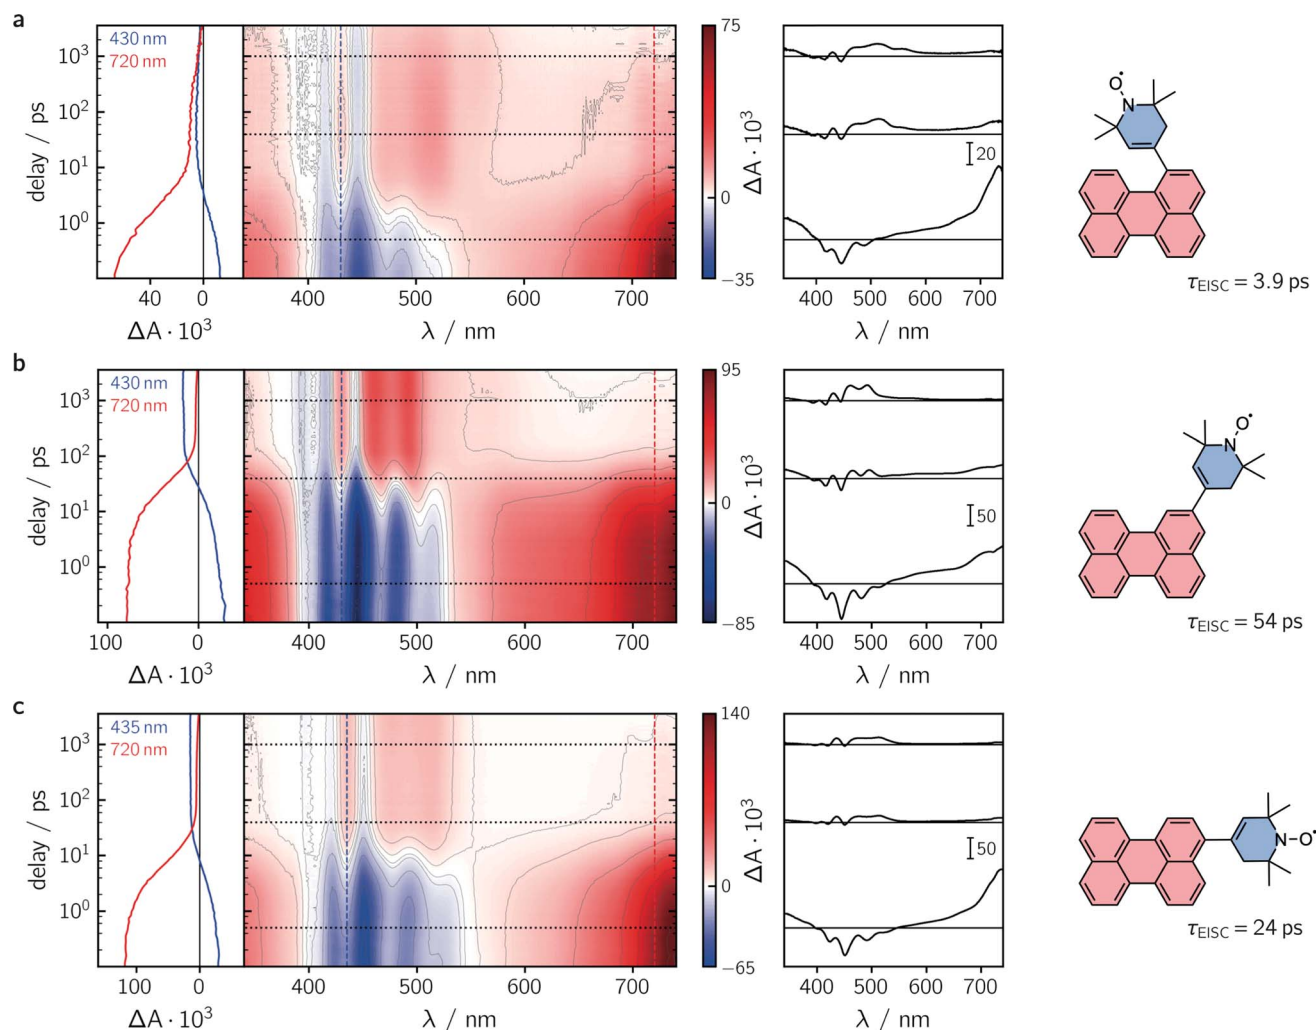 a
430 nm
720 nm
delay / ps
10³
10²
10¹
10⁰
40
0
ΔA · 10³
400
500
600
700
λ / nm
75
0
−35
ΔA · 10³
20
400
500
600
700
λ / nm
O•
N
τEISC = 3.9 ps
b
430 nm
720 nm
delay / ps
10³
10²
10¹
10⁰
100
0
ΔA · 10³
400
500
600
700
λ / nm
95
0
−85
ΔA · 10³
50
400
500
600
700
λ / nm
O•
N
τEISC = 54 ps
c
435 nm
720 nm
delay / ps
10³
10²
10¹
10⁰
100
0
ΔA · 10³
400
500
600
700
λ / nm
140
0
−65
ΔA · 10³
50
400
500
600
700
λ / nm
N–O•
τEISC = 24 ps